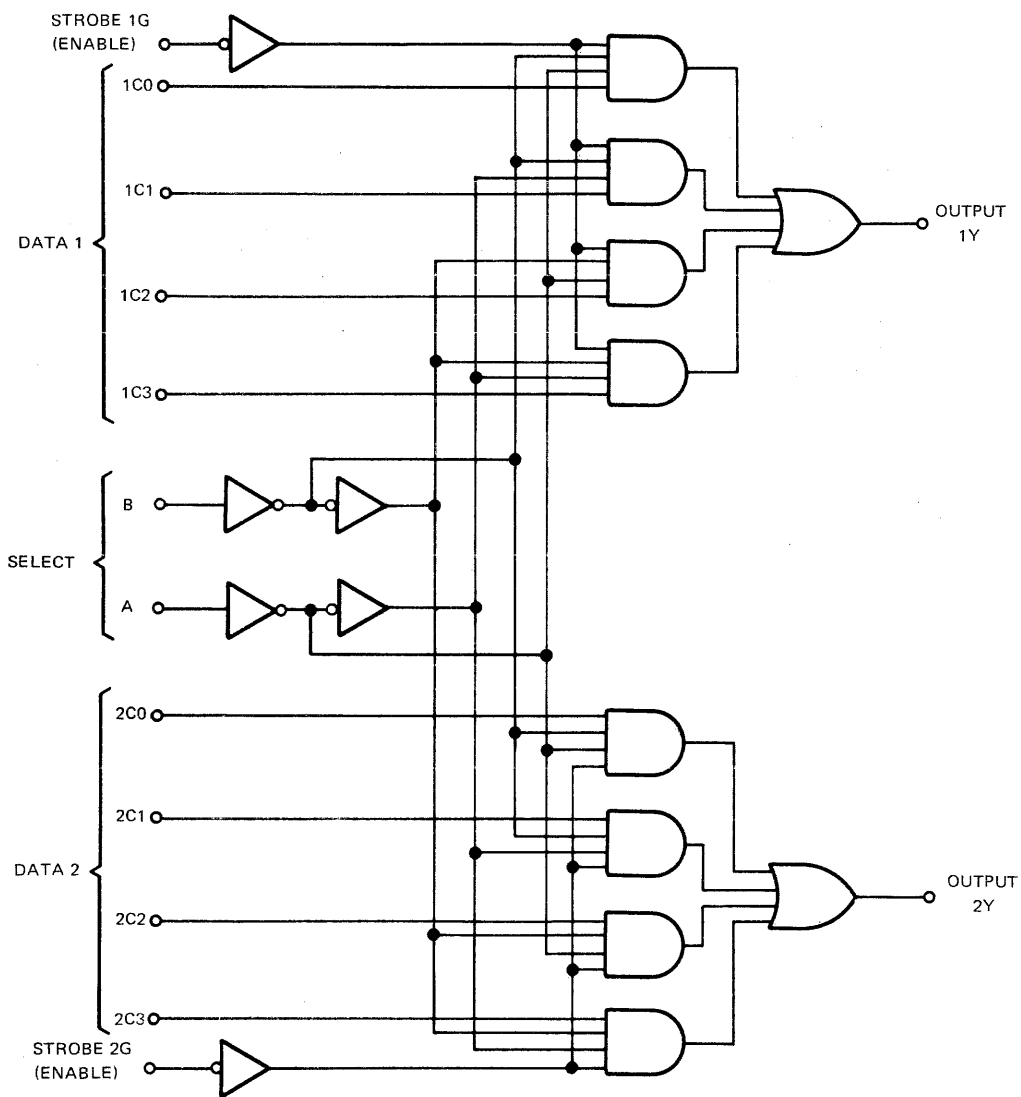 STROBE 1G
(ENABLE)
1C0
1C1
DATA 1
OUTPUT
1Y
1C2
1C3
B
SELECT
A
2C0
2C1
DATA 2
OUTPUT
2Y
2C2
2C3
STROBE 2G
(ENABLE)